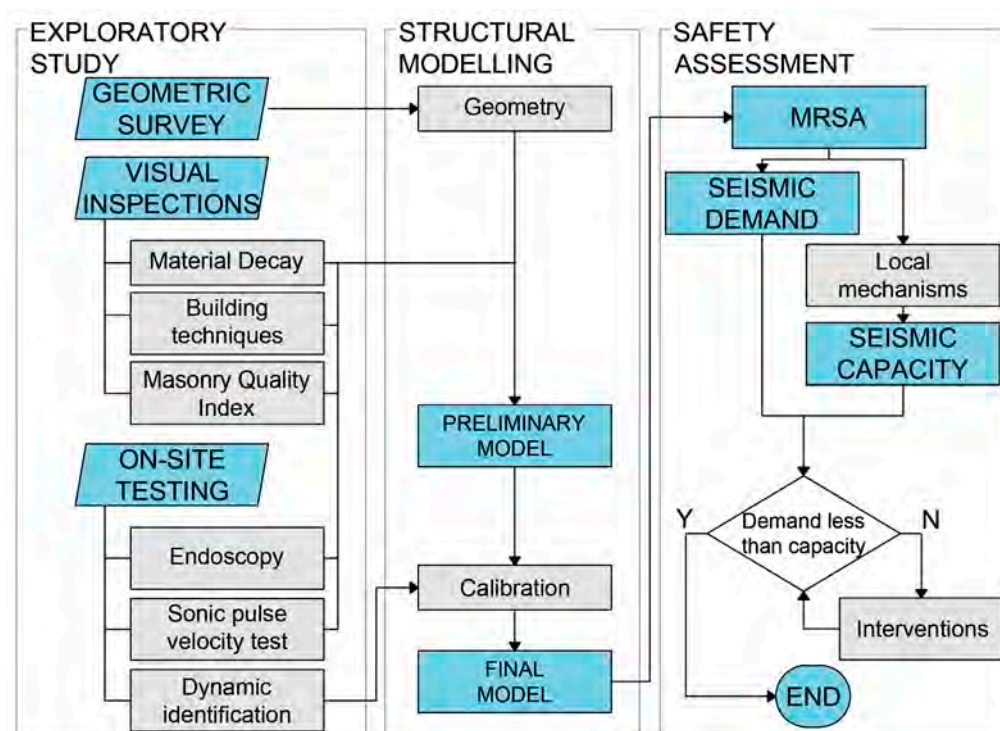 EXPLORATORY
STUDY
GEOMETRIC
SURVEY
VISUAL
INSPECTIONS
Material Decay
Building
techniques
Masonry Quality
Index
ON-SITE
TESTING
Endoscopy
Sonic pulse
velocity test
Dynamic
identification
STRUCTURAL
MODELLING
Geometry
PRELIMINARY
MODEL
Calibration
FINAL
MODEL
SAFETY
ASSESSMENT
MRSA
SEISMIC
DEMAND
Local
mechanisms
SEISMIC
CAPACITY
Y
Demand less
than capacity
N
Interventions
END